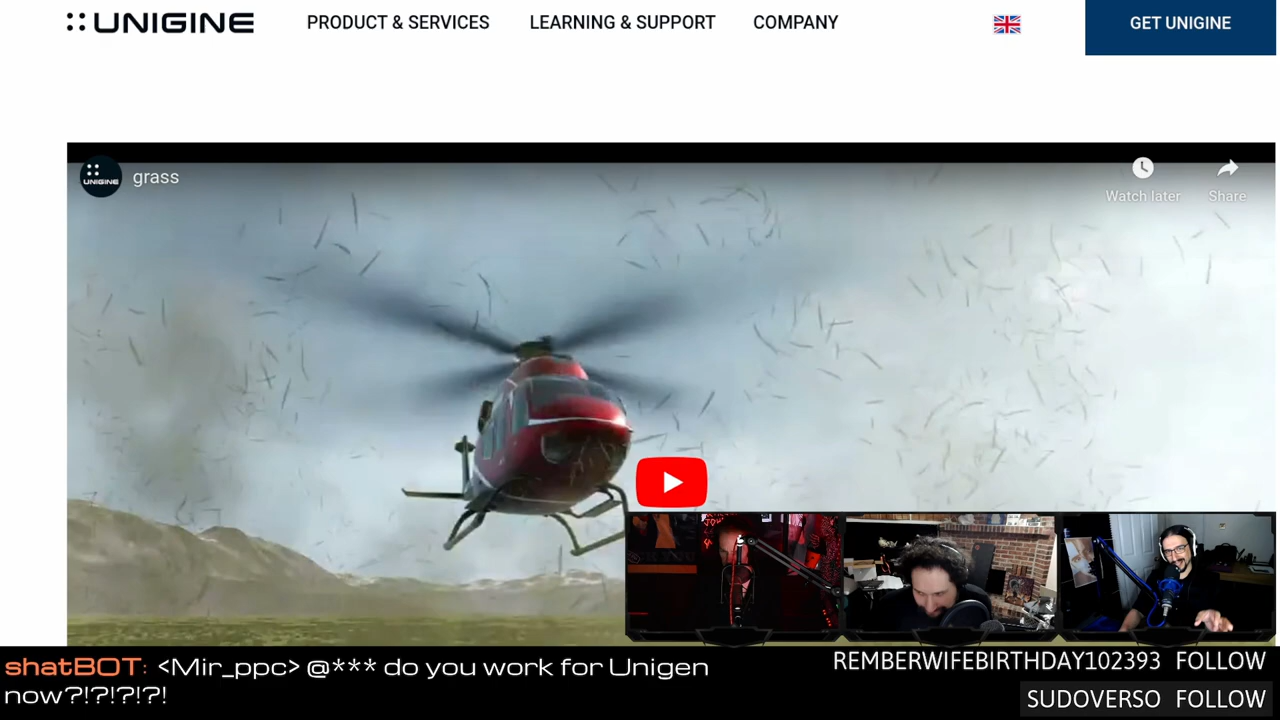 UNIGINE
PRODUCT & SERVICES
LEARNING & SUPPORT
COMPANY
GET UNIGINE
UNIGINE
grass
Watch later
Share
shatBOT: <Mir_ppc> @*** do you work for Unigen
now?!?!?!?!
REMBERWIFEBIRTHDAY102393 FOLLOW
SUDOVERSO FOLLOW